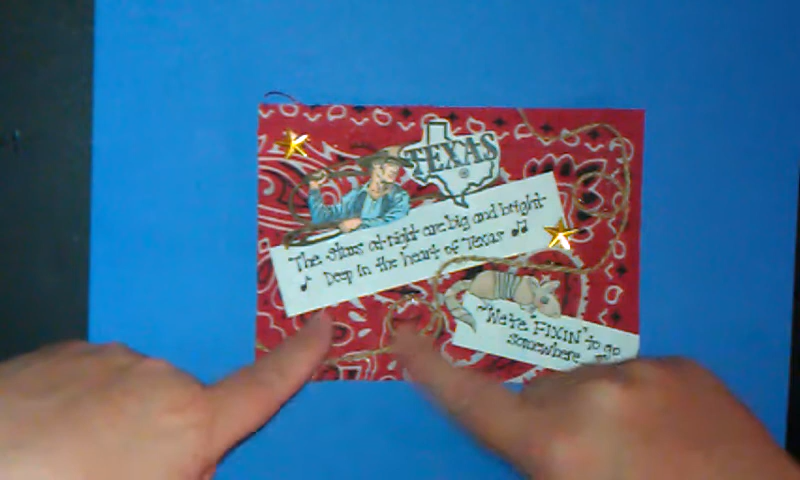 TEXAS
The stars at night are big and bright
Deep in the heart of Texas
~We're "FIXIN" to go
somewhere